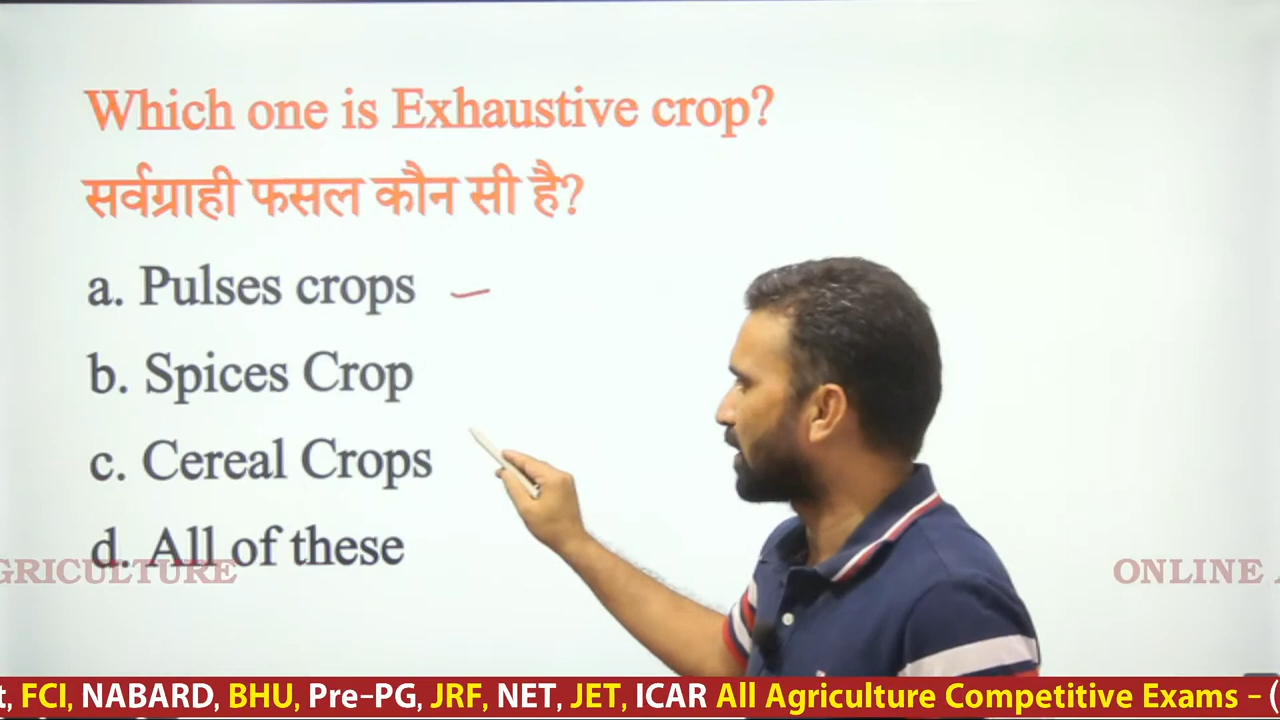 Which one is Exhaustive crop?
सर्वग्राही फसल कौन सी है?
a. Pulses crops
b. Spices Crop
c. Cereal Crops
d. All of these
GRICULTURE
ONLINE
t, FCI, NABARD, BHU, Pre-PG, JRF, NET, JET, ICAR All Agriculture Competitive Exams - (